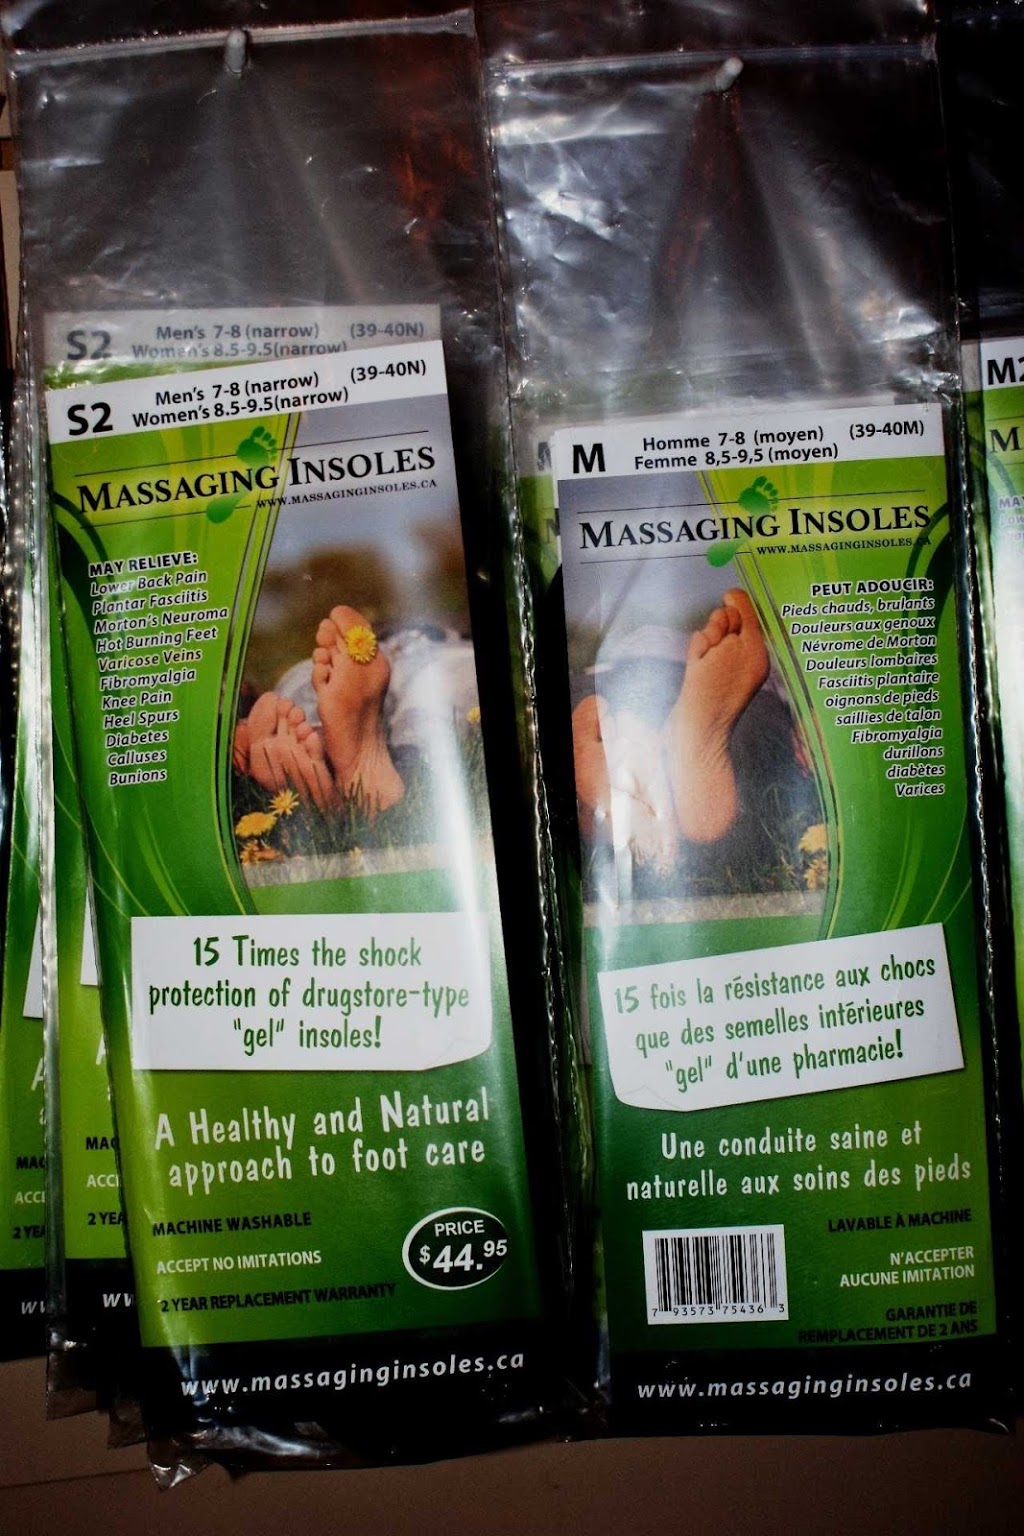 S2 Men's 7-8 (narrow) (39-40N)
Women's 8.5-9.5(narrow)
S2 Men's 7-8 (narrow) (39-40N)
Women's 8.5-9.5(narrow)
MASSAGING INSOLES
WWW.MASSAGINGINSOLES.CA
MAY RELIEVE:
Lower Back Pain
Plantar Fasciitis
Morton's Neuroma
Hot Burning Feet
Varicose Veins
Fibromyalgia
Knee Pain
Heel Spurs
Diabetes
Calluses
Bunions
15 Times the shock
protection of drugstore-type
"gel" insoles!
A Healthy and Natural
approach to foot care
MACHINE WASHABLE
ACCEPT NO IMITATIONS
2 YEAR REPLACEMENT WARRANTY
PRICE
$44.95
www.massaginginsoles.ca
M Homme 7-8 (moyen) (39-40M)
Femme 8,5-9,5 (moyen)
MASSAGING INSOLES
WWW.MASSAGINGINSOLES.CA
PEUT ADOUCIR:
Pieds chauds, brulants
Douleurs aux genoux
Névrome de Morton
Douleurs lombaires
Fasciitis plantaire
oignons de pieds
saillies de talon
Fibromyalgia
durillons
diabètes
Varices
15 fois la résistance aux chocs
que des semelles intérieures
"gel" d'une pharmacie!
Une conduite saine et
naturelle aux soins des pieds
LAVABLE À MACHINE
N'ACCEPTER
AUCUNE IMITATION
GARANTIE DE
REMPLACEMENT DE 2 ANS
7 93573 75436 3
www.massaginginsoles.ca
M2